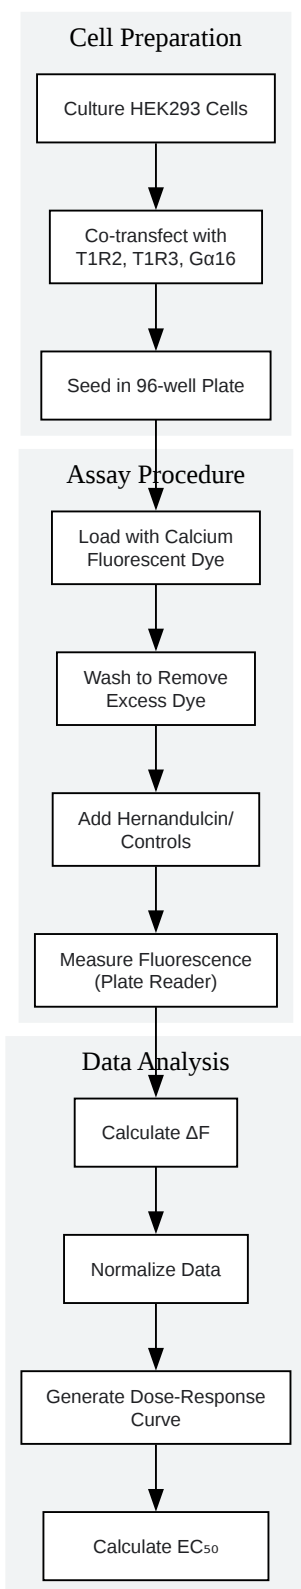 Cell Preparation
Culture HEK293 Cells
Co-transfect with
T1R2, T1R3, Gα16
Seed in 96-well Plate
Assay Procedure
Load with Calcium
Fluorescent Dye
Wash to Remove
Excess Dye
Add Hernandulcin/
Controls
Measure Fluorescence
(Plate Reader)
Data Analysis
Calculate ΔF
Normalize Data
Generate Dose-Response
Curve
Calculate EC₅₀